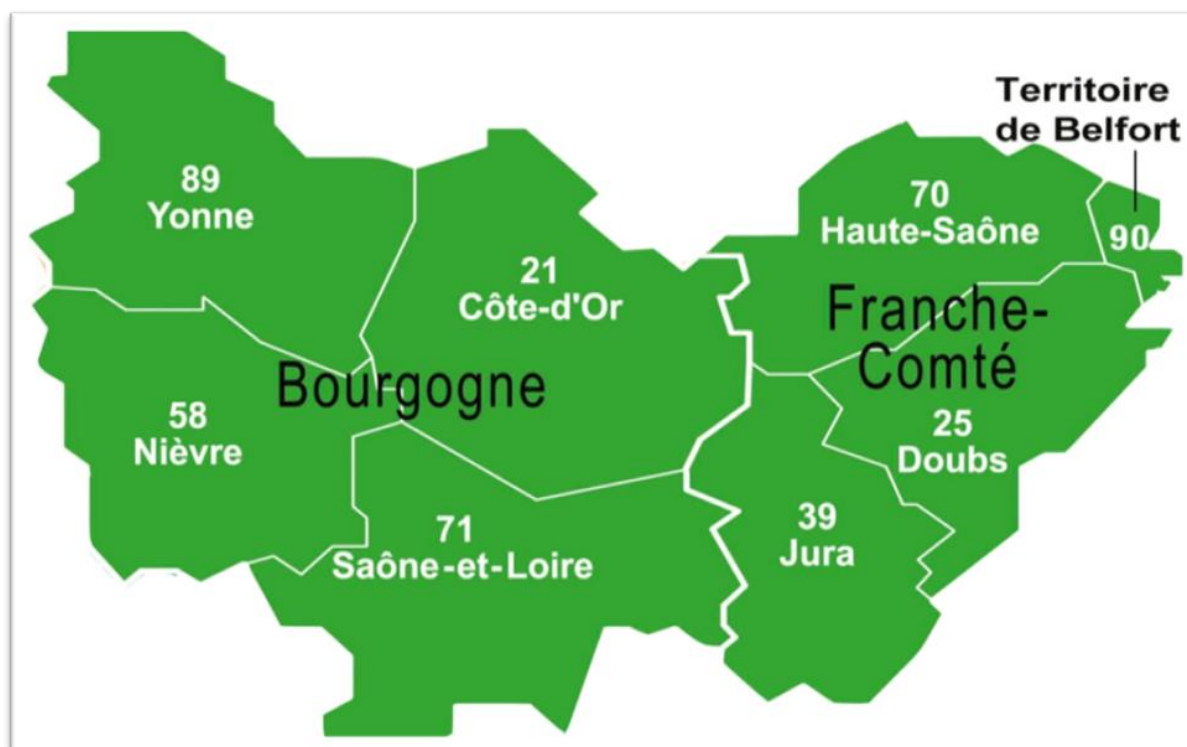 Territoire
de Belfort
89
Yonne
70
Haute-Saône
90
21
Côte-d'Or
Franche-
Comté
Bourgogne
58
Nièvre
25
Doubs
71
Saône-et-Loire
39
Jura